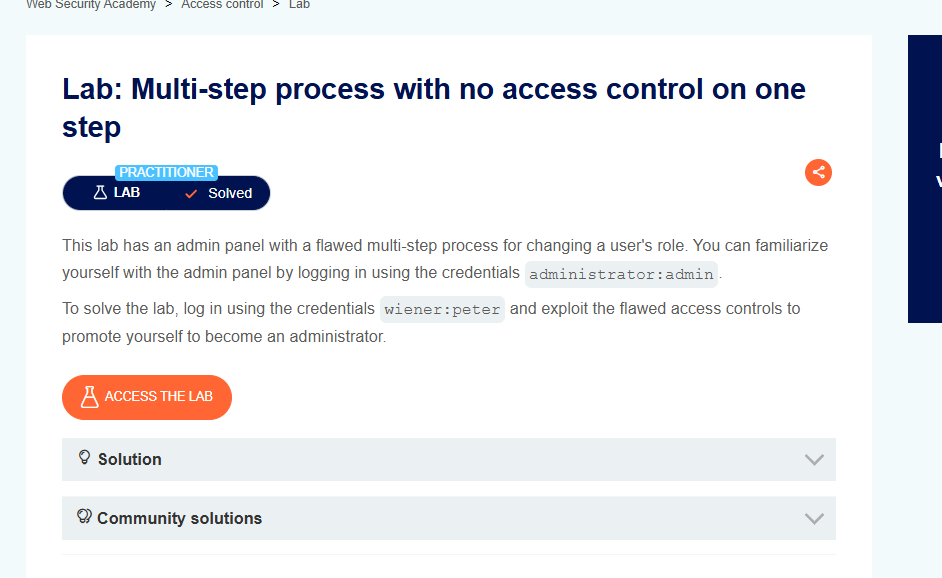 Web Security Academy > Access control > Lab
Lab: Multi-step process with no access control on one
step
PRACTITIONER
LAB Solved
This lab has an admin panel with a flawed multi-step process for changing a user's role. You can familiarize
yourself with the admin panel by logging in using the credentials administrator:admin.
To solve the lab, log in using the credentials wiener:peter and exploit the flawed access controls to
promote yourself to become an administrator.
ACCESS THE LAB
Solution
Community solutions